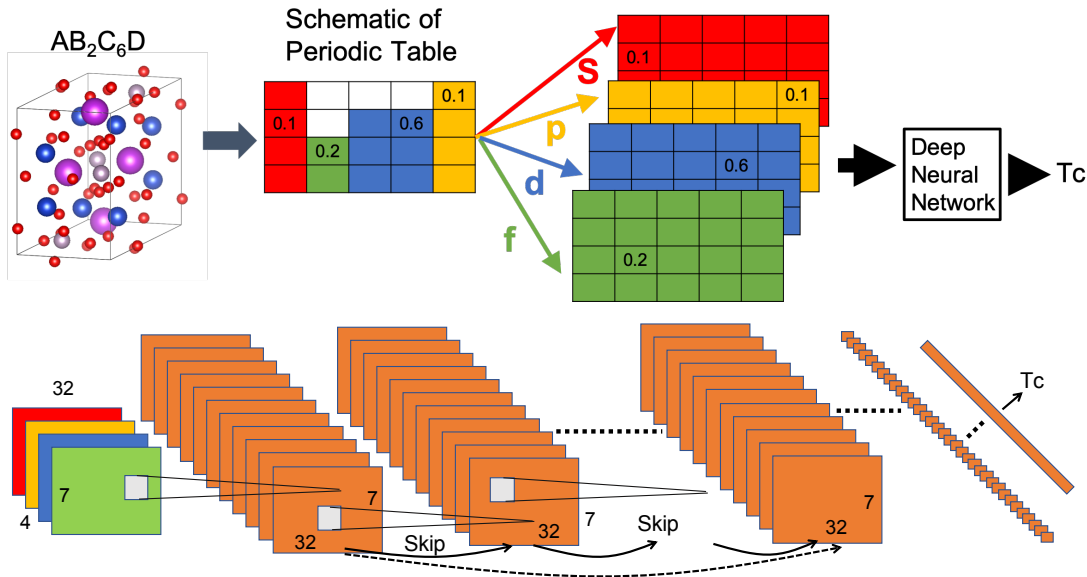 AB₂C₆D
Schematic of
Periodic Table
0.1
0.1
0.6
0.2
S
p
d
f
0.1
0.1
0.6
0.2
Deep
Neural
Network
Tc
32
7
4
7
32
Skip
32
7
Skip
7
32
Tc